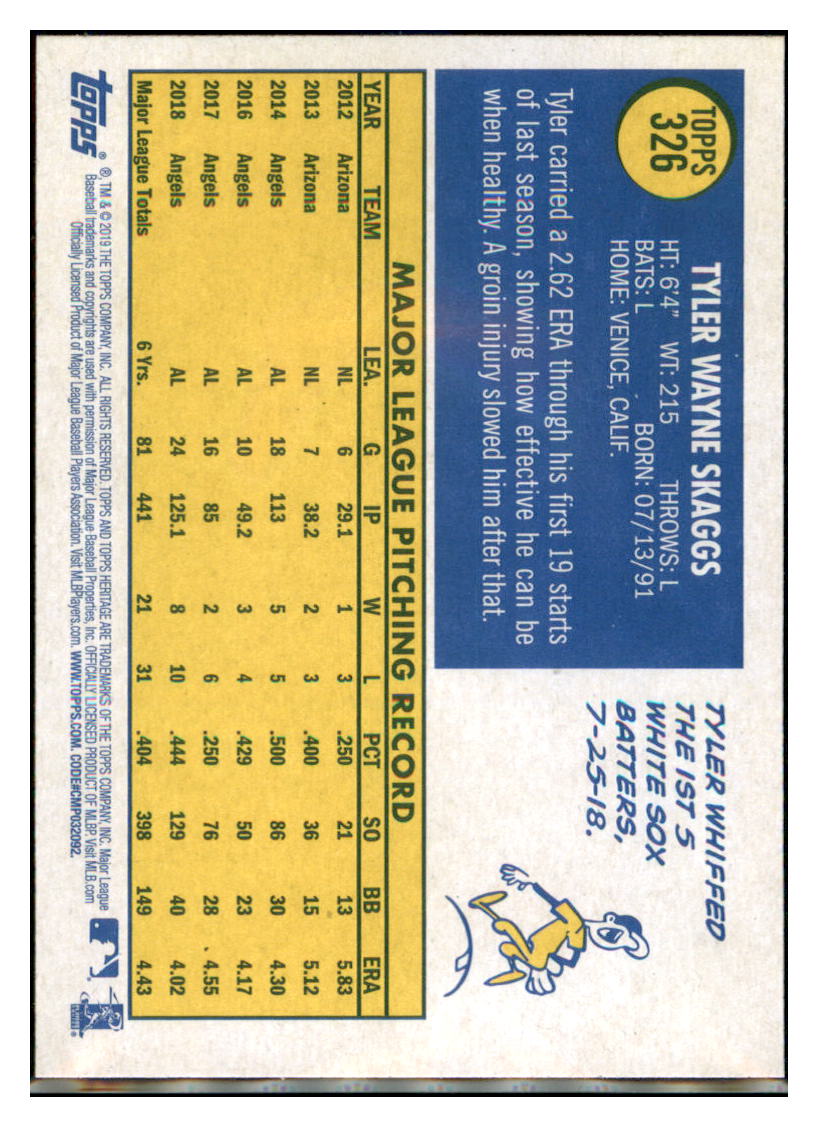 TOPPS
326
TYLER WAYNE SKAGGS
HT: 6'4" WT: 215 THROWS: L
BATS: L BORN: 07/13/91
HOME: VENICE, CALIF.
Tyler carried a 2.62 ERA through his first 19 starts
of last season, showing how effective he can be
when healthy. A groin injury slowed him after that.
TYLER WHIFFED
THE 1ST 5
WHITE SOX
BATTERS,
7-25-18.
MAJOR LEAGUE PITCHING RECORD
YEAR TEAM LEA. G IP W L PCT SO BB ERA
2012 Arizona NL 6 29.1 1 3 .250 21 13 5.83
2013 Arizona NL 7 38.2 2 3 .400 36 15 5.12
2014 Angels AL 18 113 5 5 .500 86 30 4.30
2016 Angels AL 10 49.2 3 4 .429 50 23 4.17
2017 Angels AL 16 85 2 6 .250 76 28 4.55
2018 Angels AL 24 125.1 8 10 .444 129 40 4.02
Major League Totals 6 Yrs. 81 441 21 31 .404 398 149 4.43
topps®
®, TM & © 2019 THE TOPPS COMPANY, INC. ALL RIGHTS RESERVED. TOPPS AND TOPPS HERITAGE ARE TRADEMARKS OF THE TOPPS COMPANY, INC. Major League
Baseball trademarks and copyrights are used with permission of Major League Baseball Properties, Inc. OFFICIALLY LICENSED PRODUCT OF MLBP. Visit MLB.com
Officially Licensed Product of Major League Baseball Players Association. Visit MLBPlayers.com. WWW.TOPPS.COM. CODE#CMP032092.